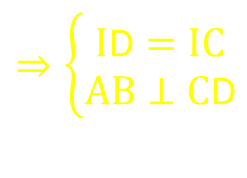 ⇒ { ID = IC
AB ⊥ CD